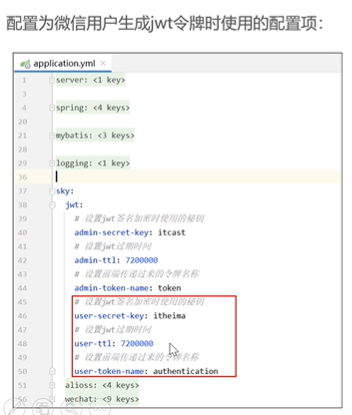 配置为微信用户生成jwt令牌时使用的配置项：
application.yml
1 server: <1 key>
3
4 spring: <4 keys>
20
21 mybatis: <3 keys>
28
29 logging: <1 key>
36
37 sky:
38 jwt:
39 # 设置jwt签名加密时使用的秘钥
40 admin-secret-key: itcast
41 # 设置jwt过期时间
42 admin-ttl: 7200000
43 # 设置前端传递过来的令牌名称
44 admin-token-name: token
45 # 设置jwt签名加密时使用的秘钥
46 user-secret-key: itheima
47 # 设置jwt过期时间
48 user-ttl: 7200000
49 # 设置前端传递过来的令牌名称
50 user-token-name: authentication
51 alioss: <4 keys>
56 wechat: <9 keys>